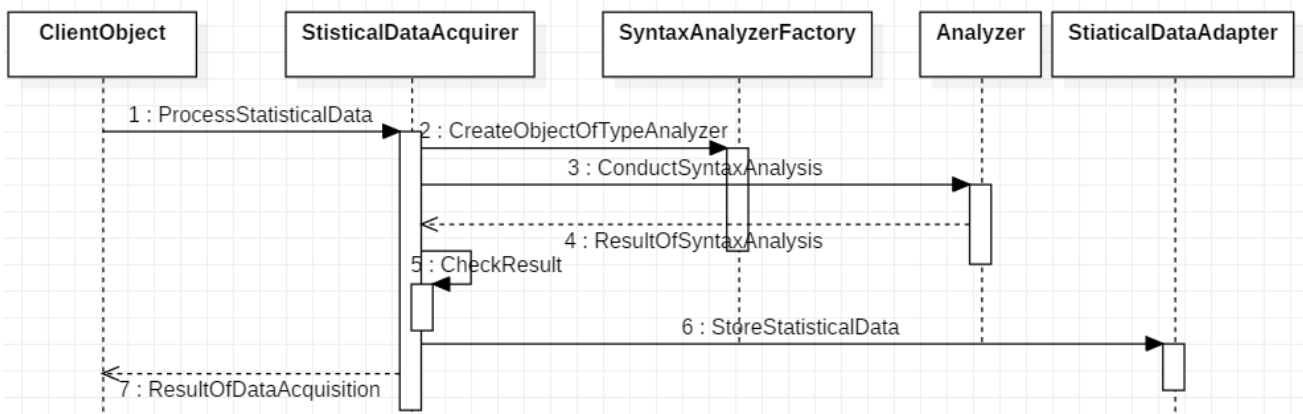 ClientObject
StisticalDataAcquirer
SyntaxAnalyzerFactory
Analyzer
StiaticalDataAdapter
1 : ProcessStatisticalData
2 : CreateObjectOfTypeAnalyzer
3 : ConductSyntaxAnalysis
4 : ResultOfSyntaxAnalysis
5 : CheckResult
6 : StoreStatisticalData
7 : ResultOfDataAcquisition